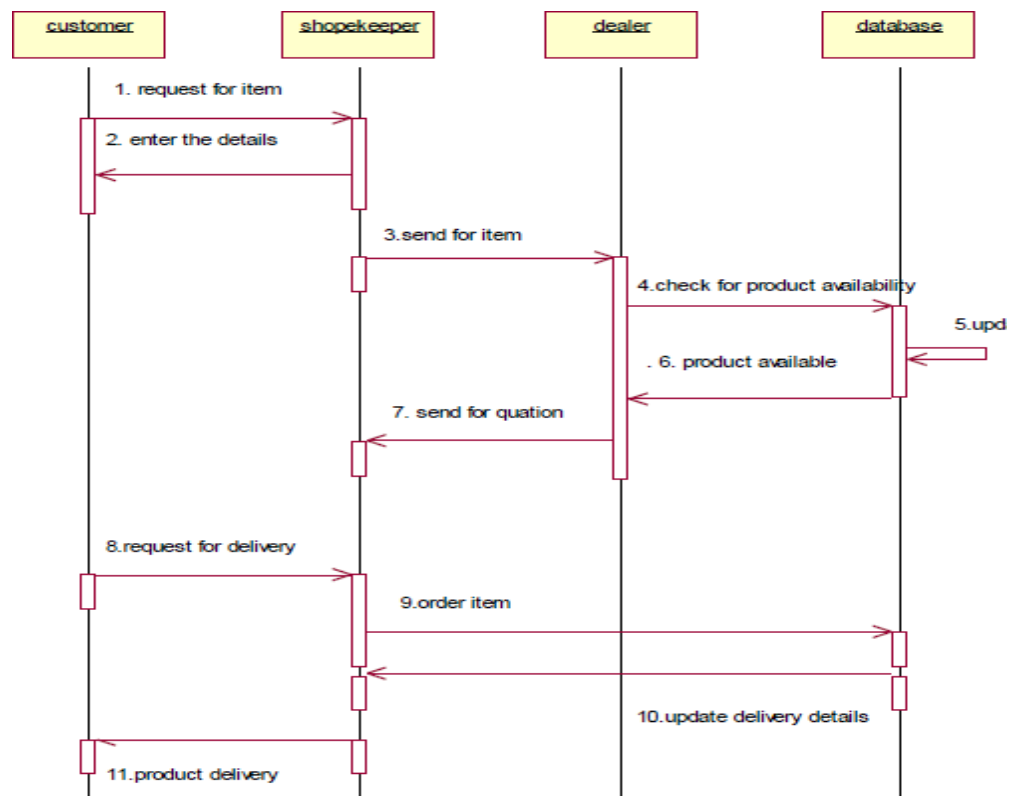 customer
shopekeeper
dealer
database
1. request for item
2. enter the details
3.send for item
4.check for product availability
5.upd
. 6. product available
7. send for quation
8.request for delivery
9.order item
10.update delivery details
11.product delivery